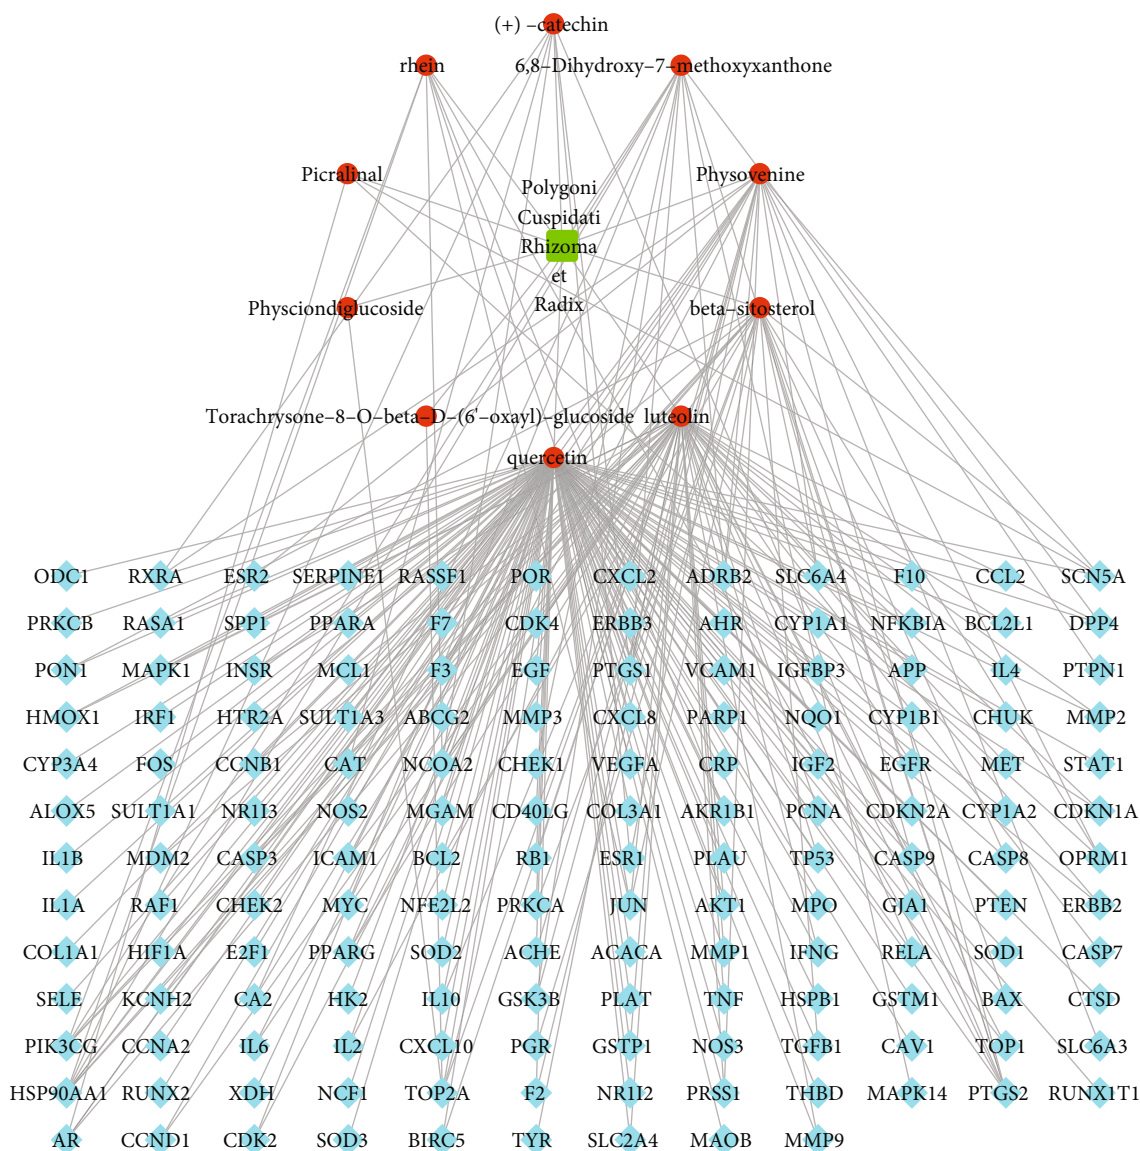 (+) –catechin
rhein
6,8–Dihydroxy–7–methoxyxanthone
Picralinal
Physovenine
Polygoni
Cuspidati
Rhizoma
et
Radix
Physciondiglucoside
beta–sitosterol
Torachrysone–8–O–beta–D–(6'–oxayl)–glucoside
luteolin
quercetin
ODC1 RXRA ESR2 SERPINE1 RASSF1 POR CXCL2 ADRB2 SLC6A4 F10 CCL2 SCN5A
PRKCB RASA1 SPP1 PPARA F7 CDK4 ERBB3 AHR CYP1A1 NFKBIA BCL2L1 DPP4
PON1 MAPK1 INSR MCL1 F3 EGF PTGS1 VCAM1 IGFBP3 APP IL4 PTPN1
HMOX1 IRF1 HTR2A SULT1A3 ABCG2 MMP3 CXCL8 PARP1 NQO1 CYP1B1 CHUK MMP2
CYP3A4 FOS CCNB1 CAT NCOA2 CHEK1 VEGFA CRP IGF2 EGFR MET STAT1
ALOX5 SULT1A1 NR1I3 NOS2 MGAM CD40LG COL3A1 AKR1B1 PCNA CDKN2A CYP1A2 CDKN1A
IL1B MDM2 CASP3 ICAM1 BCL2 RB1 ESR1 PLAU TP53 CASP9 CASP8 OPRM1
IL1A RAF1 CHEK2 MYC NFE2L2 PRKCA JUN AKT1 MPO GJA1 PTEN ERBB2
COL1A1 HIF1A E2F1 PPARG SOD2 ACHE ACACA MMP1 IFNG RELA SOD1 CASP7
SELE KCNH2 CA2 HK2 IL10 GSK3B PLAT TNF HSPB1 GSTM1 BAX CTSD
PIK3CG CCNA2 IL6 IL2 CXCL10 PGR GSTP1 NOS3 TGFB1 CAV1 TOP1 SLC6A3
HSP90AA1 RUNX2 XDH NCF1 TOP2A F2 NR1I2 PRSS1 THBD MAPK14 PTGS2 RUNX1T1
AR CCND1 CDK2 SOD3 BIRC5 TYR SLC2A4 MAOB MMP9